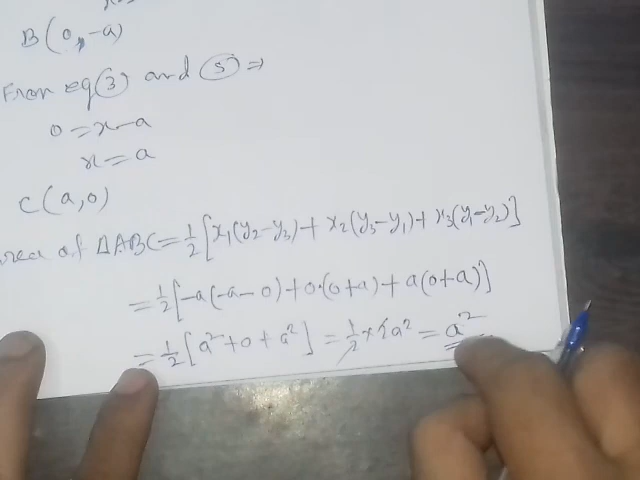 B(0,-a)
From eq(3) and (5) ⇒
0=x-a
x=a
C(a,0)
area of ΔABC=1/2[x₁(y₂-y₃)+x₂(y₃-y₁)+x₃(y₁-y₂)]
=1/2[-a(-a-0)+0·(0+a)+a(0+a)]
=1/2[a²+0+a²]=1/2×2a²=a²